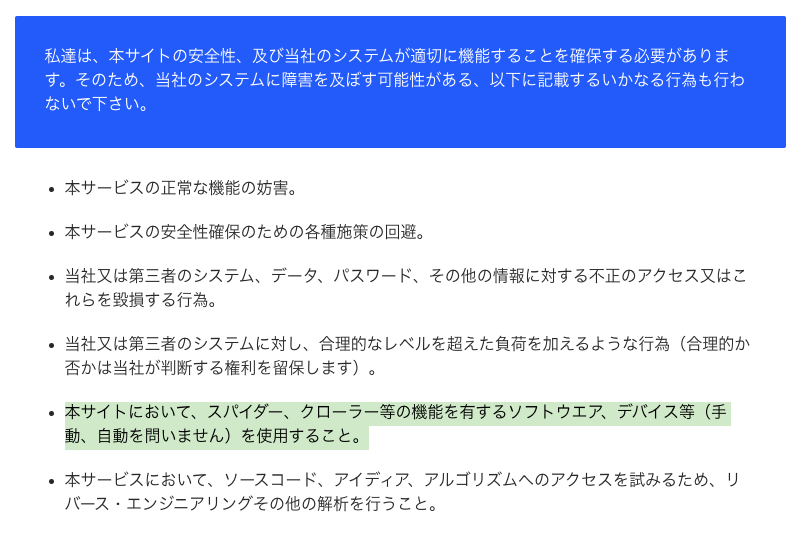 私達は、本サイトの安全性、及び当社のシステムが適切に機能することを確保する必要がありま
す。そのため、当社のシステムに障害を及ぼす可能性がある、以下に記載するいかなる行為も行わ
ないで下さい。
• 本サービスの正常な機能の妨害。
• 本サービスの安全性確保のための各種施策の回避。
• 当社又は第三者のシステム、データ、パスワード、その他の情報に対する不正のアクセス又はこ
れらを毀損する行為。
• 当社又は第三者のシステムに対し、合理的なレベルを超えた負荷を加えるような行為（合理的か
否かは当社が判断する権利を留保します）。
• 本サイトにおいて、スパイダー、クローラー等の機能を有するソフトウエア、デバイス等（手
動、自動を問いません）を使用すること。
• 本サービスにおいて、ソースコード、アイディア、アルゴリズムへのアクセスを試みるため、リ
バース・エンジニアリングその他の解析を行うこと。